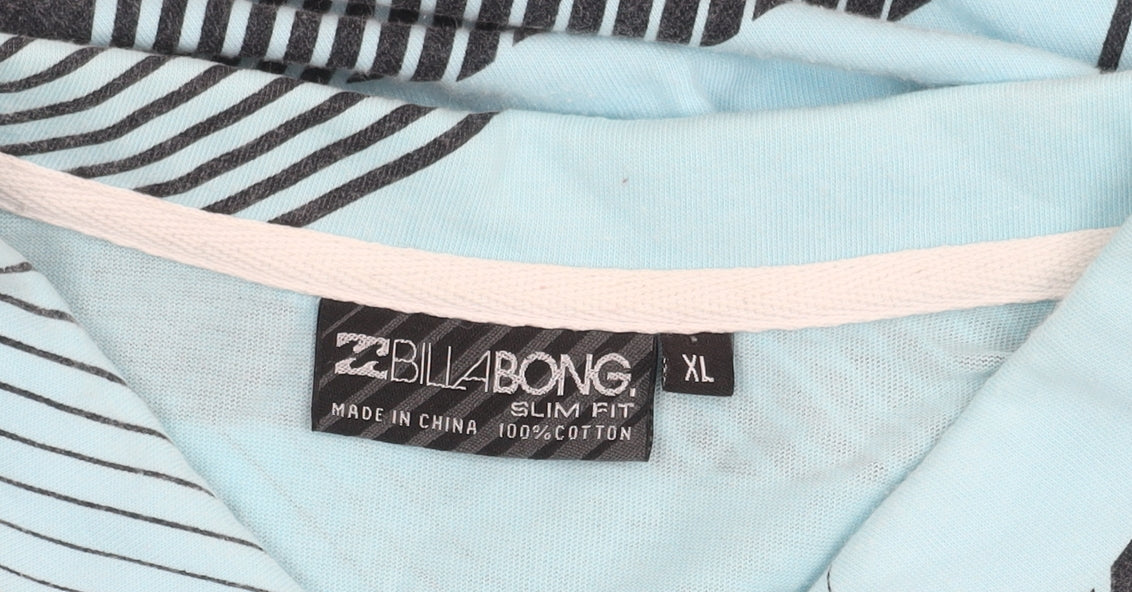 BILLABONG.
SLIM FIT
MADE IN CHINA 100% COTTON
XL